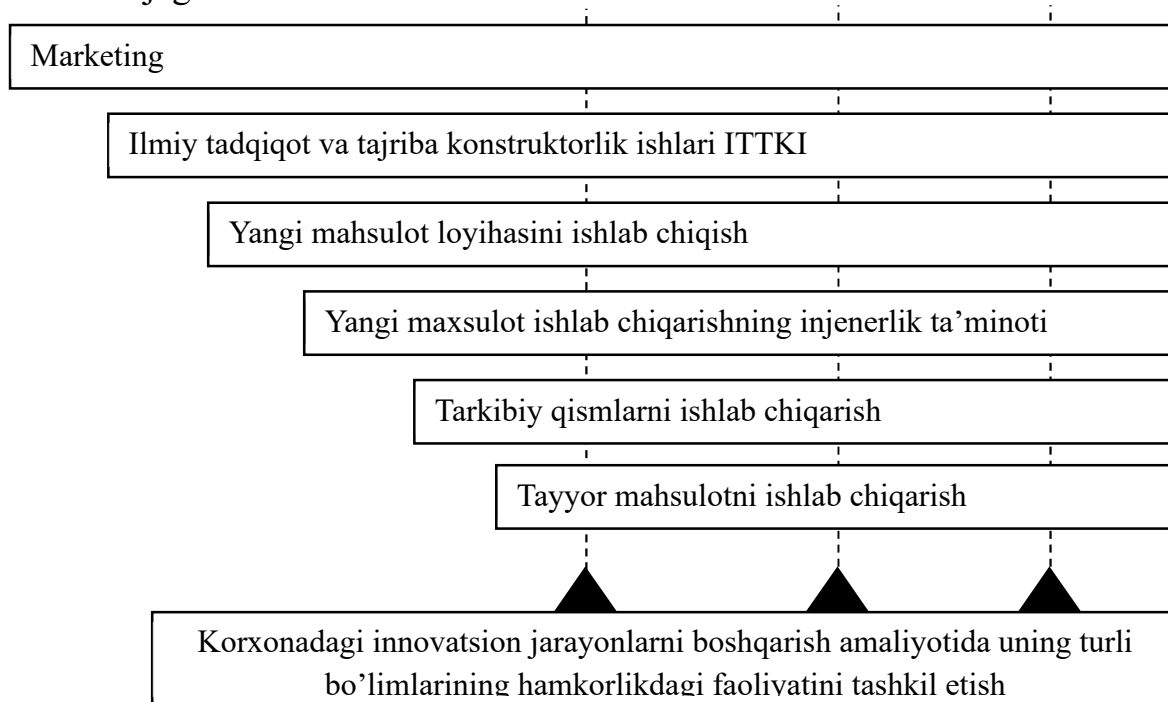 Marketing
Ilmiy tadqiqot va tajriba konstruktorlik ishlari ITTKI
Yangi mahsulot loyihasini ishlab chiqish
Yangi maxsulot ishlab chiqarishning injenerlik ta’minoti
Tarkibiy qismlarni ishlab chiqarish
Tayyor mahsulotni ishlab chiqarish
Korxonadagi innovatsion jarayonlarni boshqarish amaliyotida uning turli
bo’limlarining hamkorlikdagi faoliyatini tashkil etish